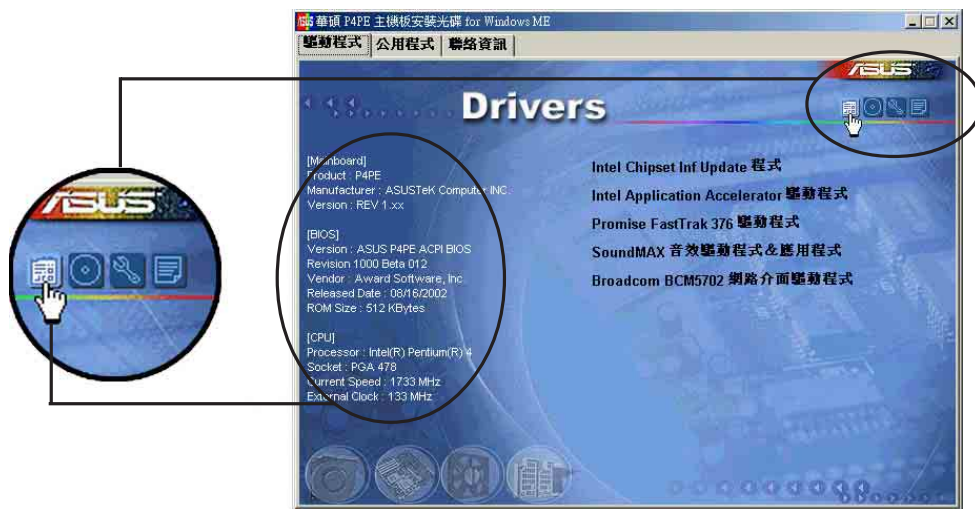 華碩 P4PE 主機板安裝光碟 for Windows ME
驅動程式 公用程式 聯絡資訊
ASUS
Drivers
[Mainboard]
Product : P4PE
Manufacturer : ASUSTeK Computer INC.
Version : REV 1.xx
[BIOS]
Version : ASUS P4PE ACPI BIOS
Revision 1000 Beta 012
Vendor : Award Software, Inc.
Released Date : 08/16/2002
ROM Size : 512 KBytes
[CPU]
Processor : Intel(R) Pentium(R) 4
Socket : PGA 478
Current Speed : 1733 MHz
External Clock : 133 MHz
Intel Chipset Inf Update 程式
Intel Application Accelerator 驅動程式
Promise FastTrak 376 驅動程式
SoundMAX 音效驅動程式&應用程式
Broadcom BCM5702 網路介面驅動程式
ASUS